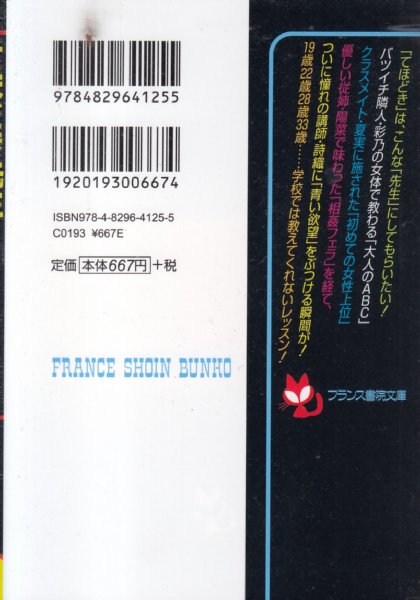 「てほどき」は、こんな「先生」にしてもらいたい！
バツイチ隣人・彩乃の女体で教わる「大人のABC」
クラスメイト・夏実に施された「初めての女性上位」
優しい従姉・陽菜で味わった「相姦フェラ」を経て、
ついに憧れの講師・詩織に「青い欲望」をぶつける瞬間が！
19歳22歳28歳33歳……学校では教えてくれないレッスン！
フランス書院文庫
9784829641255
1920193006674
ISBN978-4-8296-4125-5
C0193 ¥667E
定価 本体667円 +税
FRANCE SHOIN BUNKO